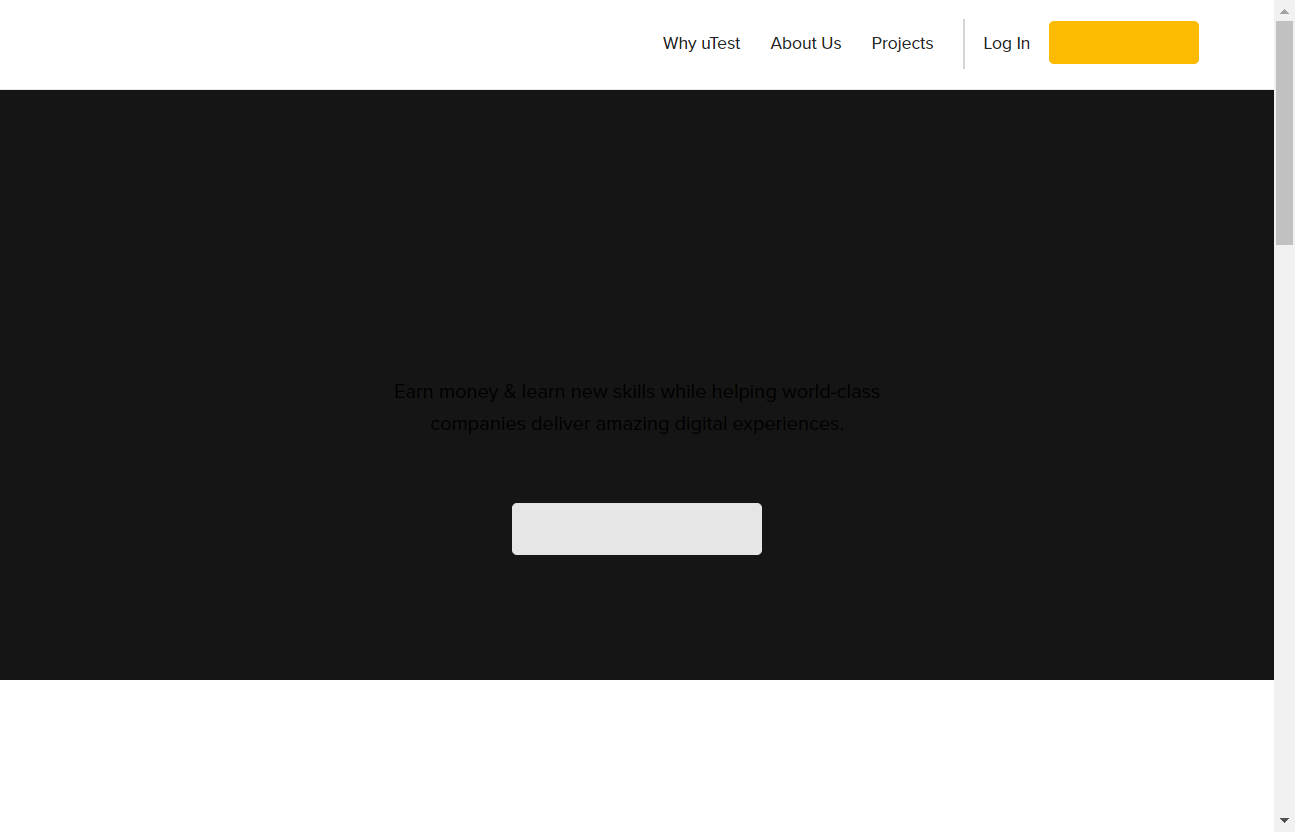 Why uTest
About Us
Projects
Log In
Earn money & learn new skills while helping world-class
companies deliver amazing digital experiences.